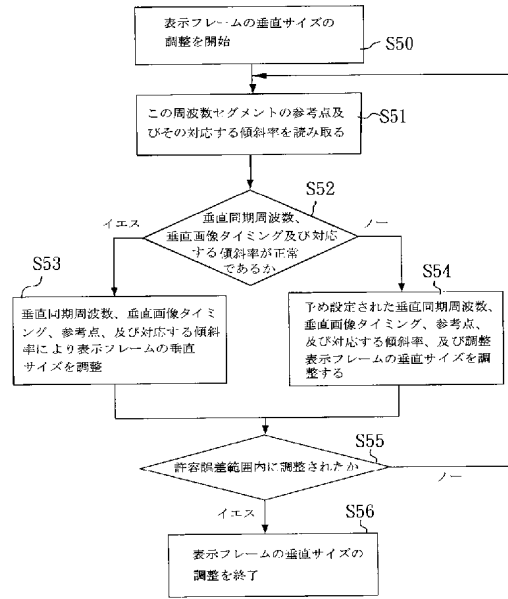 表示フレームの垂直サイズの
調整を開始
S50
この周波数セグメントの参考点及
びその対応する傾斜率を読み取る
S51
S52
垂直同期周波数、
垂直画像タイミング及び対応
する傾斜率が正常
であるか
イエス
ノー
S53
垂直同期周波数、垂直画像タイミ
ング、参考点、及び対応する傾斜
率により表示フレームの垂直
サイズを調整
S54
予め設定された垂直同期周波数、
垂直画像タイミング、参考点、
及び対応する傾斜率、及び調整
表示フレームの垂直サイズを調
整する
S55
許容誤差範囲内に調整されたか
ノー
イエス
S56
表示フレームの垂直サイズの
調整を終了